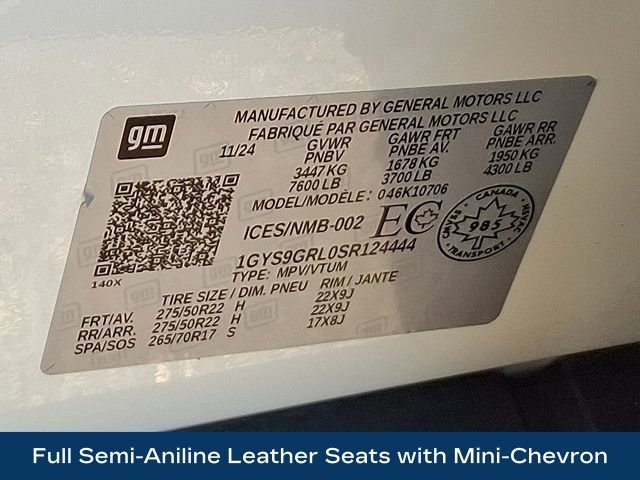 gm
MANUFACTURED BY GENERAL MOTORS LLC
FABRIQUÉ PAR GENERAL MOTORS LLC
11/24 GVWR GAWR FRT GAWR RR
PNBV PNBE AV. PNBE ARR.
3447 KG 1678 KG 1950 KG
7600 LB 3700 LB 4300 LB
MODEL/MODÈLE: 046K10706
ICES/NMB-002 EC
CANADA
CMVSS 985 NSVAC
TRANSPORT
1GYS9GRL0SR124444
TYPE: MPV/VTUM
140X
TIRE SIZE / DIM. PNEU RIM / JANTE
FRT/AV. 275/50R22 H 22X9J
RR/ARR. 275/50R22 H 22X9J
SPA/SOS 265/70R17 S 17X8J
Full Semi-Aniline Leather Seats with Mini-Chevron